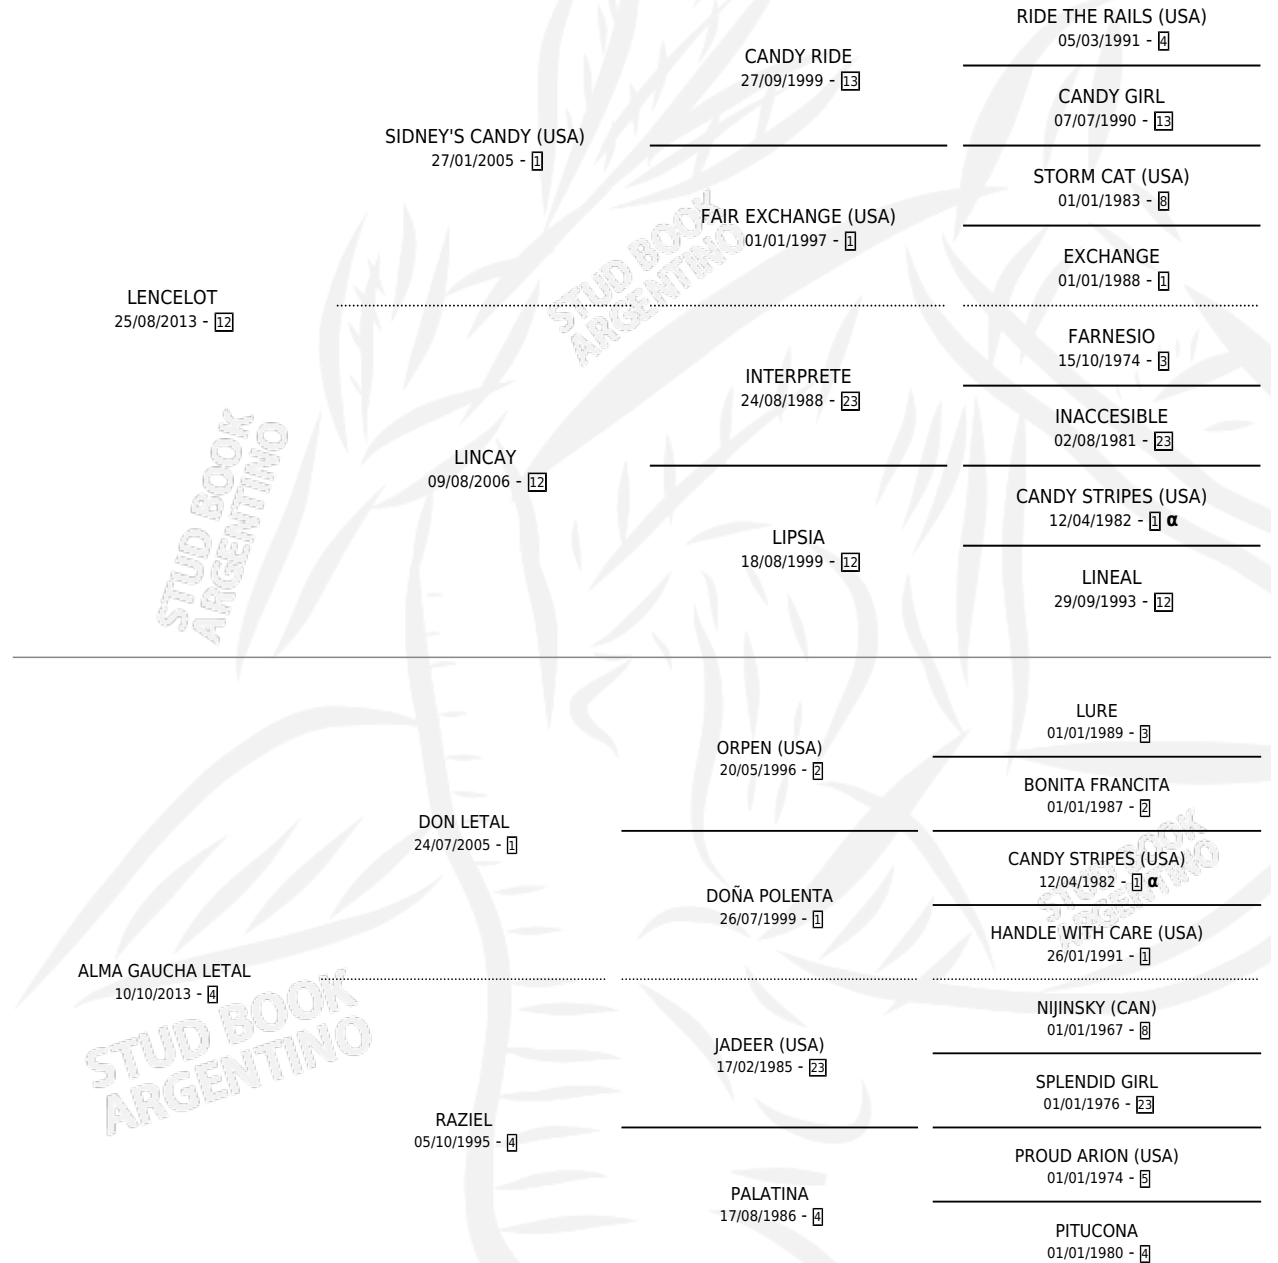 RIDE THE RAILS (USA)
05/03/1991 - 4
CANDY RIDE
27/09/1999 - 13
CANDY GIRL
07/07/1990 - 13
SIDNEY'S CANDY (USA)
27/01/2005 - 1
STORM CAT (USA)
01/01/1983 - 8
FAIR EXCHANGE (USA)
01/01/1997 - 1
EXCHANGE
01/01/1988 - 1
LENCELOT
25/08/2013 - 12
FARNESIO
15/10/1974 - 3
INTERPRETE
24/08/1988 - 23
INACCESIBLE
02/08/1981 - 23
LINCAY
09/08/2006 - 12
CANDY STRIPES (USA)
12/04/1982 - 1 α
LIPSIA
18/08/1999 - 12
LINEAL
29/09/1993 - 12
STUD BOOK
ARGENTINO
STUD BOOK
ARGENTINO
LURE
01/01/1989 - 3
ORPEN (USA)
20/05/1996 - 2
BONITA FRANCITA
01/01/1987 - 2
DON LETAL
24/07/2005 - 1
CANDY STRIPES (USA)
12/04/1982 - 1 α
DOÑA POLENTA
26/07/1999 - 1
HANDLE WITH CARE (USA)
26/01/1991 - 1
ALMA GAUCHA LETAL
10/10/2013 - 4
NIJINSKY (CAN)
01/01/1967 - 8
JADEER (USA)
17/02/1985 - 23
SPLENDID GIRL
01/01/1976 - 23
RAZIEL
05/10/1995 - 4
PROUD ARION (USA)
01/01/1974 - 5
PALATINA
17/08/1986 - 4
PITUCONA
01/01/1980 - 4
STUD BOOK
ARGENTINO
STUD BOOK
ARGENTINO